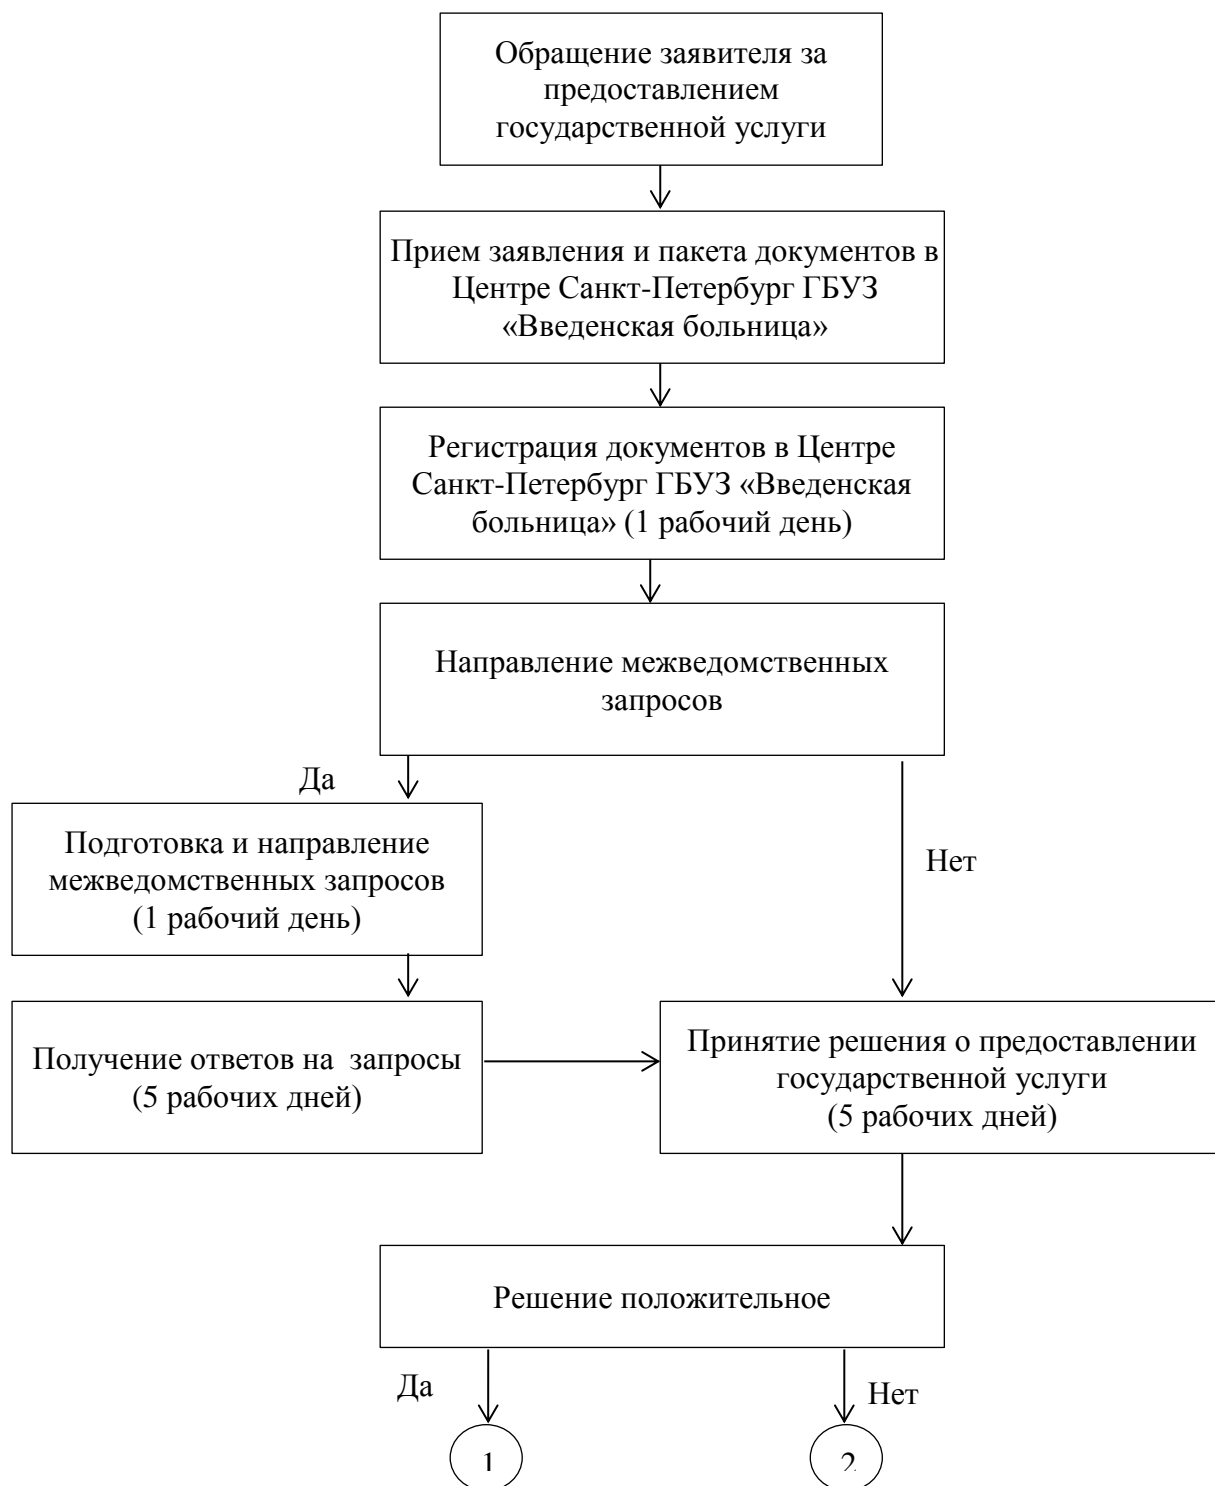 Обращение заявителя за
предоставлением
государственной услуги
Прием заявления и пакета документов в
Центре Санкт-Петербург ГБУЗ
«Введенская больница»
Регистрация документов в Центре
Санкт-Петербург ГБУЗ «Введенская
больница» (1 рабочий день)
Направление межведомственных
запросов
Да
Подготовка и направление
межведомственных запросов
(1 рабочий день)
Нет
Получение ответов на запросы
(5 рабочих дней)
Принятие решения о предоставлении
государственной услуги
(5 рабочих дней)
Решение положительное
Да
Нет
1
2